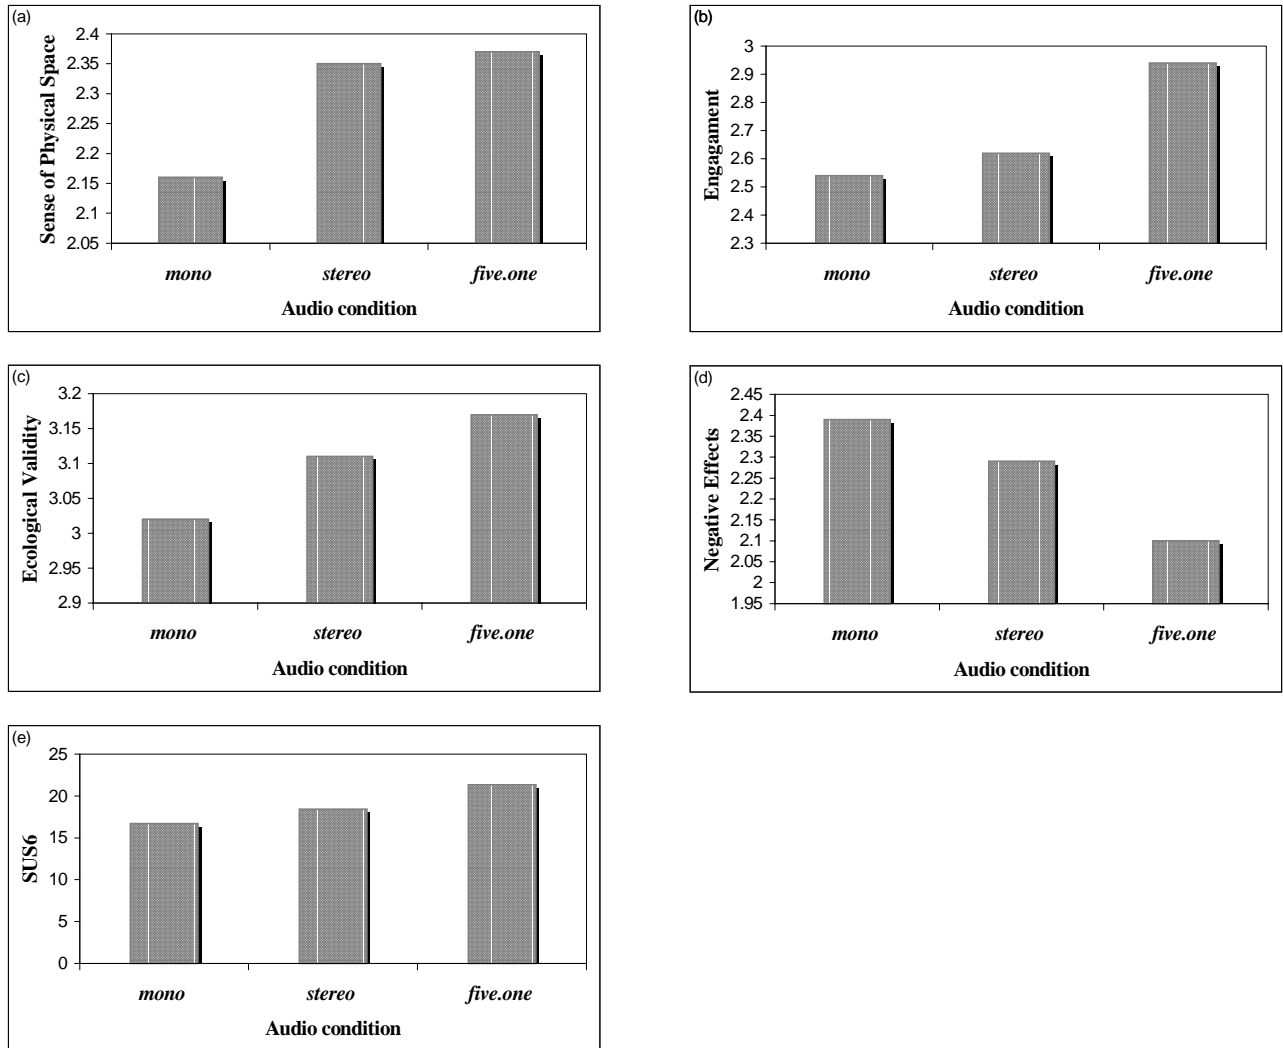 (a)
Sense of Physical Space
2.4
2.35
2.3
2.25
2.2
2.15
2.1
2.05
mono stereo five.one
Audio condition
(b)
Engagament
3
2.9
2.8
2.7
2.6
2.5
2.4
2.3
mono stereo five.one
Audio condition
(c)
Ecological Validity
3.2
3.15
3.1
3.05
3
2.95
2.9
mono stereo five.one
Audio condition
(d)
Negative Effects
2.45
2.4
2.35
2.3
2.25
2.2
2.15
2.1
2.05
2
1.95
mono stereo five.one
Audio condition
(e)
SUS6
25
20
15
10
5
0
mono stereo five.one
Audio condition